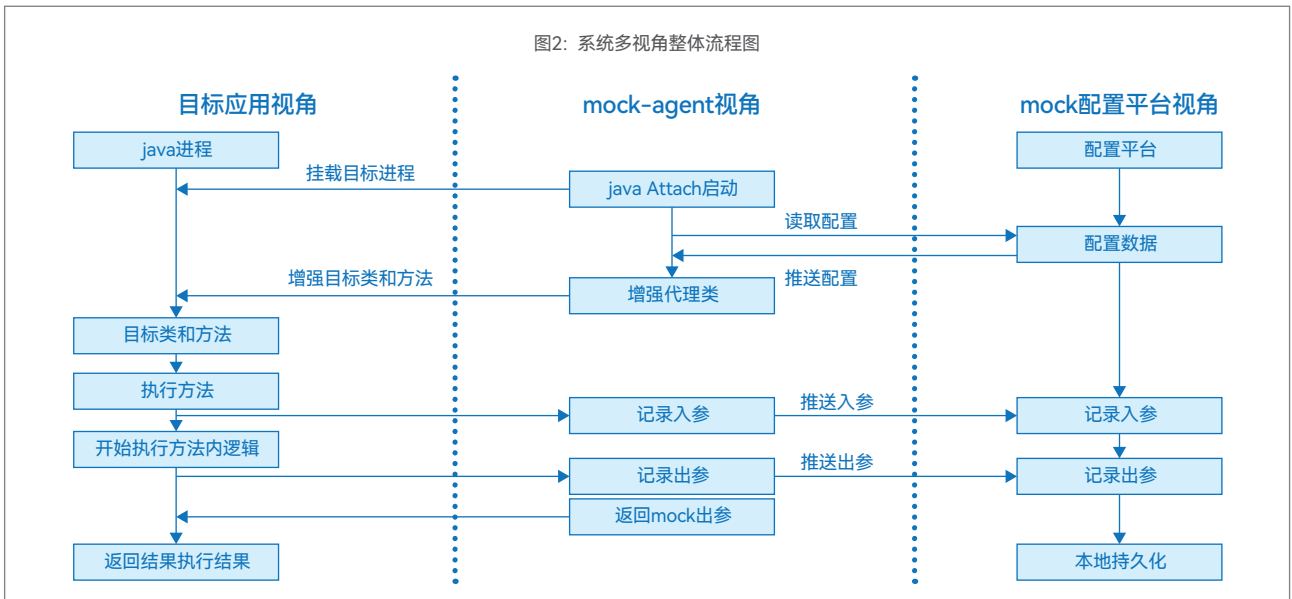 图2: 系统多视角整体流程图
目标应用视角
mock-agent视角
mock配置平台视角
java进程
配置平台
挂载目标进程
java Attach启动
读取配置
配置数据
增强目标类和方法
推送配置
增强代理类
目标类和方法
执行方法
记录入参
推送入参
记录入参
开始执行方法内逻辑
记录出参
推送出参
记录出参
返回mock出参
返回结果执行结果
本地持久化